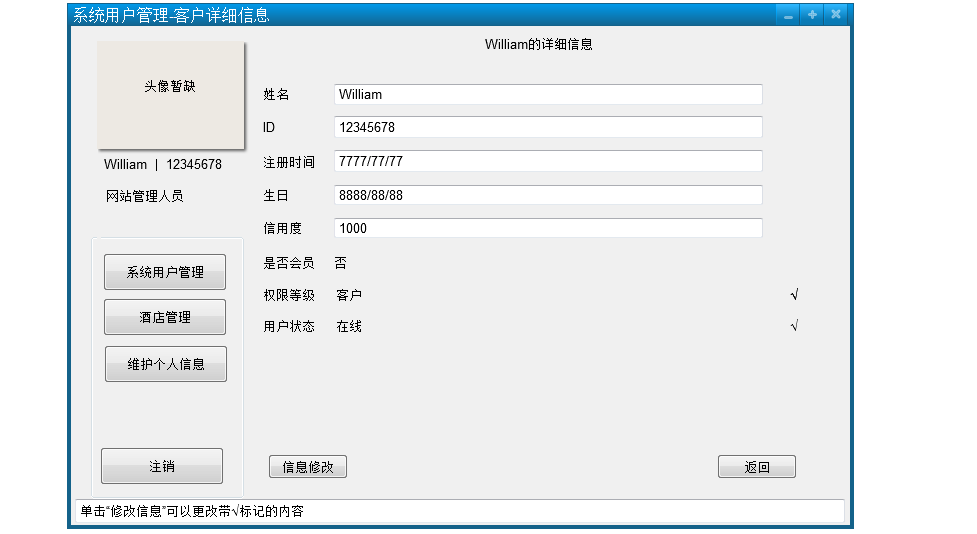 系统用户管理-客户详细信息
William的详细信息
头像暂缺
William | 12345678
网站管理人员
系统用户管理
酒店管理
维护个人信息
注销
姓名 William
ID 12345678
注册时间 7777/77/77
生日 8888/88/88
信用度 1000
是否会员 否
权限等级 客户 √
用户状态 在线 √
信息修改 返回
单击“修改信息”可以更改带√标记的内容